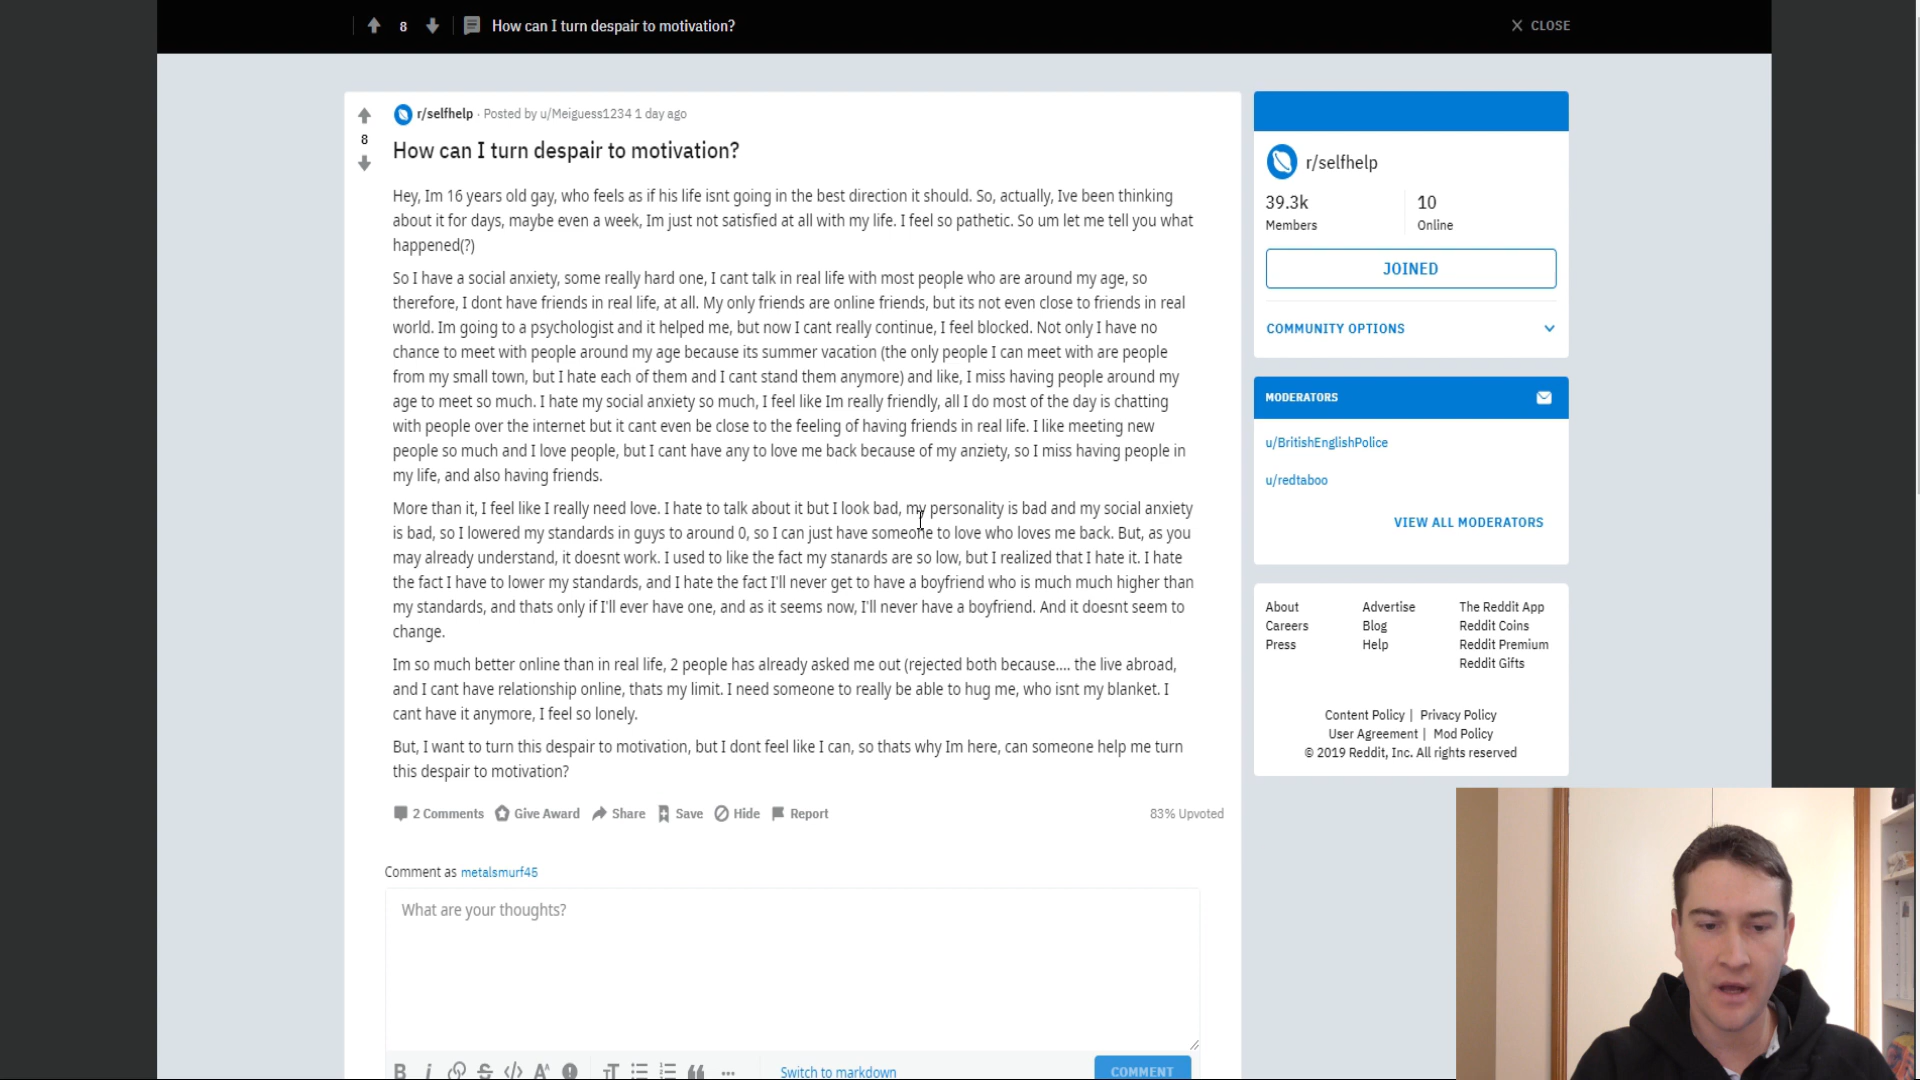 8 How can I turn despair to motivation? CLOSE
r/selfhelp · Posted by u/Meiguess1234 1 day ago
8
How can I turn despair to motivation?
Hey, Im 16 years old gay, who feels as if his life isnt going in the best direction it should. So, actually, Ive been thinking
about it for days, maybe even a week, Im just not satisfied at all with my life. I feel so pathetic. So um let me tell you what
happened(?)
So I have a social anxiety, some really hard one, I cant talk in real life with most people who are around my age, so
therefore, I dont have friends in real life, at all. My only friends are online friends, but its not even close to friends in real
world. Im going to a psychologist and it helped me, but now I cant really continue, I feel blocked. Not only I have no
chance to meet with people around my age because its summer vacation (the only people I can meet with are people
from my small town, but I hate each of them and I cant stand them anymore) and like, I miss having people around my
age to meet so much. I hate my social anxiety so much, I feel like Im really friendly, all I do most of the day is chatting
with people over the internet but it cant even be close to the feeling of having friends in real life. I like meeting new
people so much and I love people, but I cant have any to love me back because of my anziety, so I miss having people in
my life, and also having friends.
More than it, I feel like I really need love. I hate to talk about it but I look bad, my personality is bad and my social anxiety
is bad, so I lowered my standards in guys to around 0, so I can just have someone to love who loves me back. But, as you
may already understand, it doesnt work. I used to like the fact my stanards are so low, but I realized that I hate it. I hate
the fact I have to lower my standards, and I hate the fact I'll never get to have a boyfriend who is much much higher than
my standards, and thats only if I'll ever have one, and as it seems now, I'll never have a boyfriend. And it doesnt seem to
change.
Im so much better online than in real life, 2 people has already asked me out (rejected both because.... the live abroad,
and I cant have relationship online, thats my limit. I need someone to really be able to hug me, who isnt my blanket. I
cant have it anymore, I feel so lonely.
But, I want to turn this despair to motivation, but I dont feel like I can, so thats why Im here, can someone help me turn
this despair to motivation?
2 Comments Give Award Share Save Hide Report 83% Upvoted
Comment as metalsmurf45
What are your thoughts?
B i S </> A T Switch to markdown COMMENT
r/selfhelp
39.3k 10
Members Online
JOINED
COMMUNITY OPTIONS
MODERATORS
u/BritishEnglishPolice
u/redtaboo
VIEW ALL MODERATORS
About Advertise The Reddit App
Careers Blog Reddit Coins
Press Help Reddit Premium
Reddit Gifts
Content Policy | Privacy Policy
User Agreement | Mod Policy
© 2019 Reddit, Inc. All rights reserved